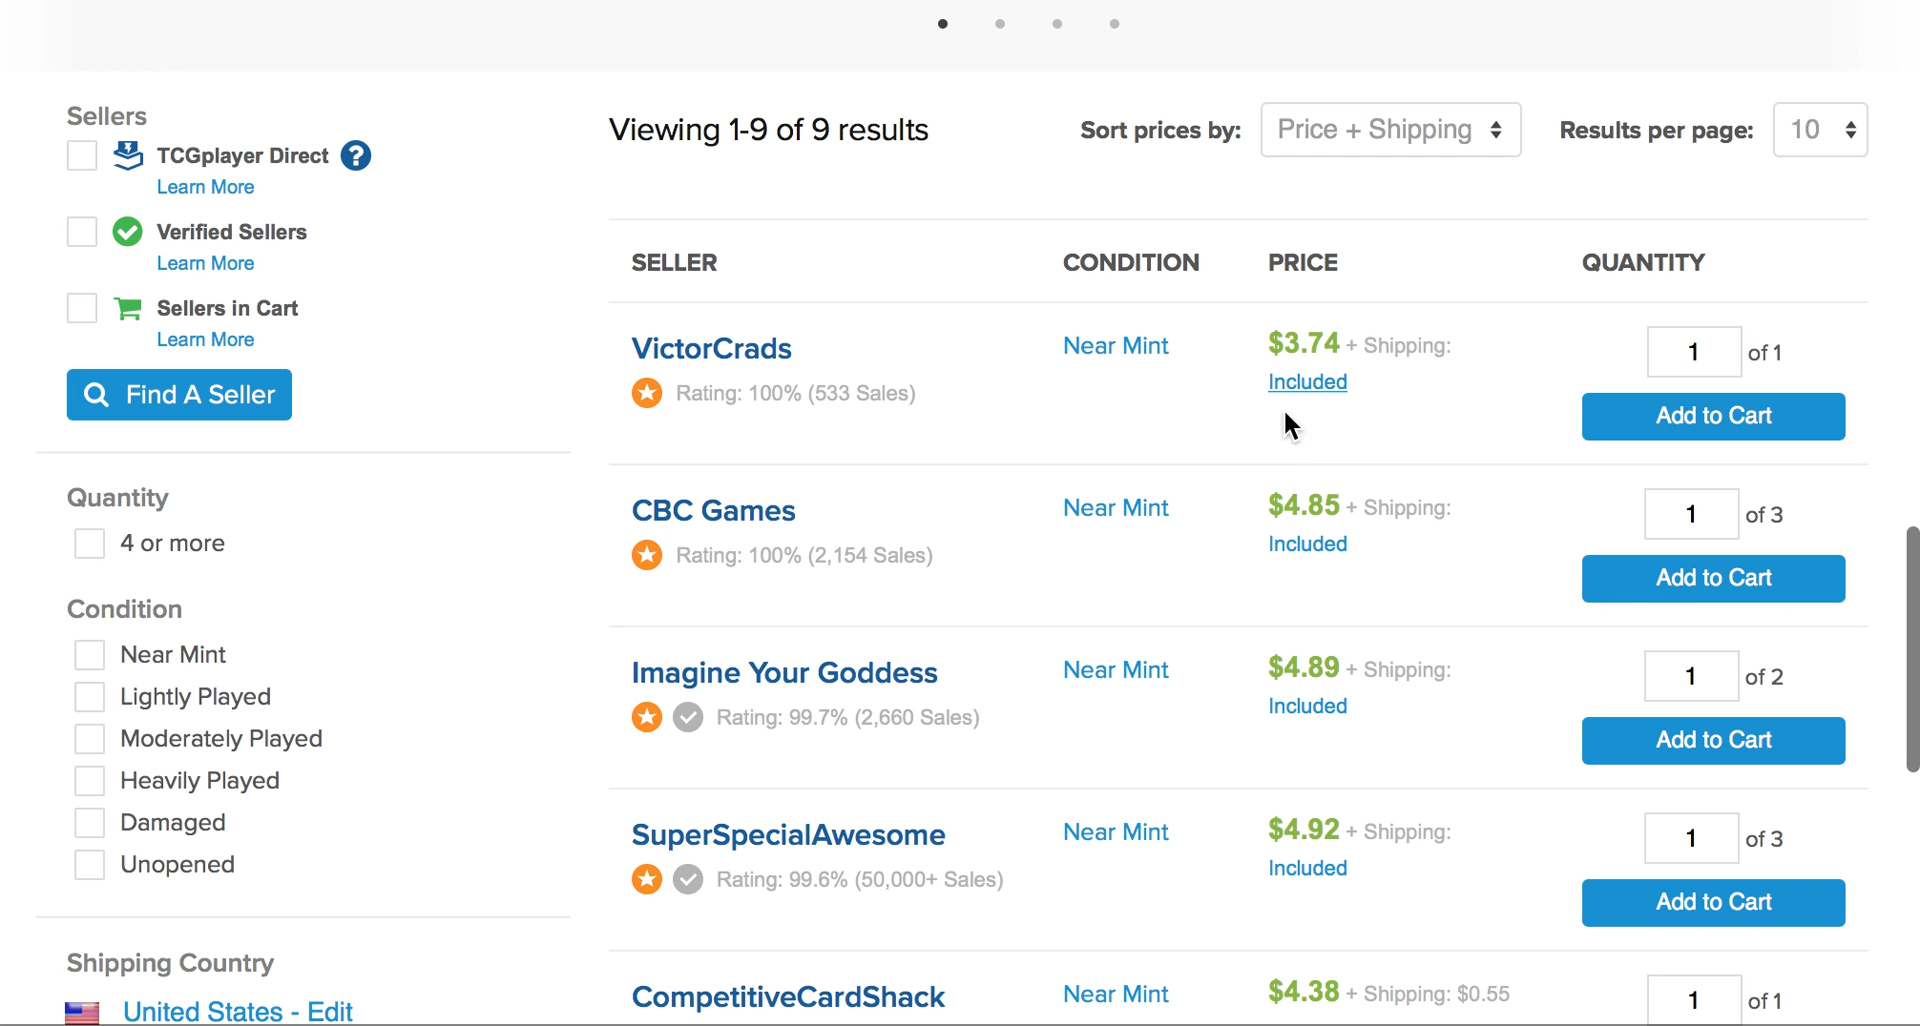 Sellers
TCGplayer Direct ?
Learn More
Verified Sellers
Learn More
Sellers in Cart
Learn More
Find A Seller
Quantity
4 or more
Condition
Near Mint
Lightly Played
Moderately Played
Heavily Played
Damaged
Unopened
Shipping Country
United States - Edit
Viewing 1-9 of 9 results
Sort prices by: Price + Shipping
Results per page: 10
SELLER CONDITION PRICE QUANTITY
VictorCrads Near Mint $3.74 + Shipping: 1 of 1
Included
Rating: 100% (533 Sales)
Add to Cart
CBC Games Near Mint $4.85 + Shipping: 1 of 3
Included
Rating: 100% (2,154 Sales)
Add to Cart
Imagine Your Goddess Near Mint $4.89 + Shipping: 1 of 2
Included
Rating: 99.7% (2,660 Sales)
Add to Cart
SuperSpecialAwesome Near Mint $4.92 + Shipping: 1 of 3
Included
Rating: 99.6% (50,000+ Sales)
Add to Cart
CompetitiveCardShack Near Mint $4.38 + Shipping: $0.55 1 of 1